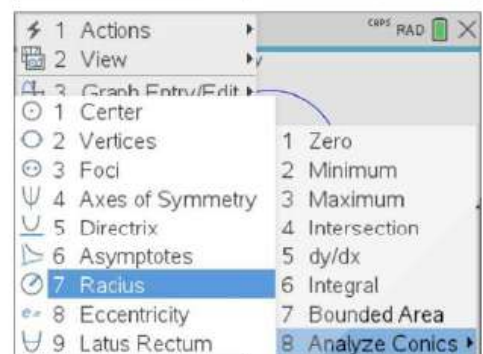 1 Actions
CAPS RAD
2 View
3 Graph Entry/Edit
1 Center
2 Vertices
3 Foci
4 Axes of Symmetry
5 Directrix
6 Asymptotes
7 Racius
8 Eccentricity
9 Latus Rectum
1 Zero
2 Minimum
3 Maximum
4 Intersection
5 dy/dx
6 Integral
7 Bounded Area
8 Analyze Conics